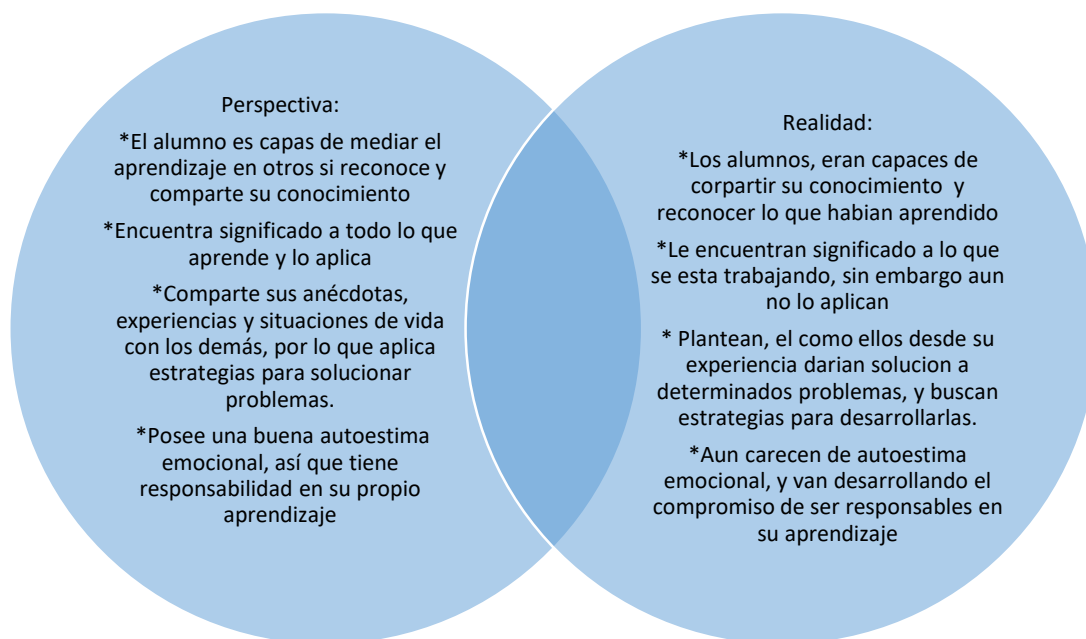 Perspectiva:
*El alumno es capas de mediar el
aprendizaje en otros si reconoce y
comparte su conocimiento
*Encuentra significado a todo lo que
aprende y lo aplica
*Comparte sus anécdotas,
experiencias y situaciones de vida
con los demás, por lo que aplica
estrategias para solucionar
problemas.
*Posee una buena autoestima
emocional, así que tiene
responsabilidad en su propio
aprendizaje
Realidad:
*Los alumnos, eran capaces de
corpartir su conocimiento y
reconocer lo que habian aprendido
*Le encuentran significado a lo que
se esta trabajando, sin embargo aun
no lo aplican
* Plantean, el como ellos desde su
experiencia darian solucion a
determinados problemas, y buscan
estrategias para desarrollarlas.
*Aun carecen de autoestima
emocional, y van desarrollando el
compromiso de ser responsables en
su aprendizaje